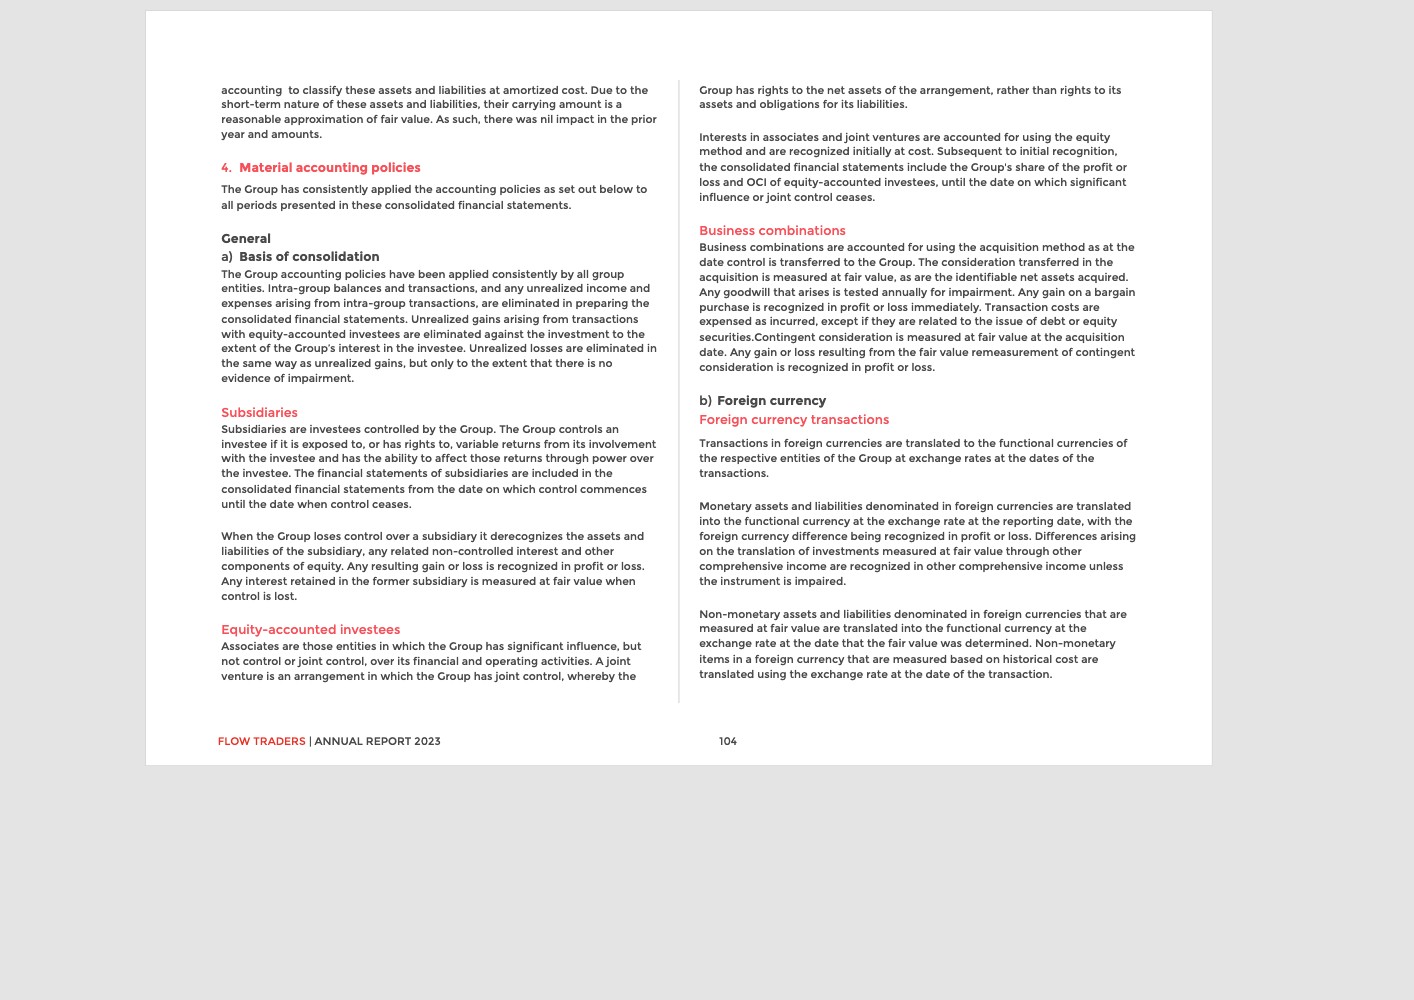 accounting  to classify these assets and liabilities at amortized cost. Due to the
short-term nature of these assets and liabilities, their carrying amount is a
reasonable approximation of fair value. As such, there was nil impact in the prior
year and amounts.
4. Material accounting policies
The Group has consistently applied the accounting policies as set out below to
all periods presented in these consolidated financial statements.
General
a) Basis of consolidation
The Group accounting policies have been applied consistently by all group
entities. Intra-group balances and transactions, and any unrealized income and
expenses arising from intra-group transactions, are eliminated in preparing the
consolidated financial statements. Unrealized gains arising from transactions
with equity-accounted investees are eliminated against the investment to the
extent of the Group's interest in the investee. Unrealized losses are eliminated in
the same way as unrealized gains, but only to the extent that there is no
evidence of impairment.
Subsidiaries
Subsidiaries are investees controlled by the Group. The Group controls an
investee if it is exposed to, or has rights to, variable returns from its involvement
with the investee and has the ability to affect those returns through power over
the investee. The financial statements of subsidiaries are included in the
consolidated financial statements from the date on which control commences
until the date when control ceases.
When the Group loses control over a subsidiary it derecognizes the assets and
liabilities of the subsidiary, any related non-controlled interest and other
components of equity. Any resulting gain or loss is recognized in profit or loss.
Any interest retained in the former subsidiary is measured at fair value when
control is lost.
Equity-accounted investees
Associates are those entities in which the Group has significant influence, but
not control or joint control, over its financial and operating activities. A joint
venture is an arrangement in which the Group has joint control, whereby the
Group has rights to the net assets of the arrangement, rather than rights to its
assets and obligations for its liabilities.
Interests in associates and joint ventures are accounted for using the equity
method and are recognized initially at cost. Subsequent to initial recognition,
the consolidated financial statements include the Group's share of the profit or
loss and OCI of equity-accounted investees, until the date on which significant
influence or joint control ceases.
Business combinations
Business combinations are accounted for using the acquisition method as at the
date control is transferred to the Group. The consideration transferred in the
acquisition is measured at fair value, as are the identifiable net assets acquired.
Any goodwill that arises is tested annually for impairment. Any gain on a bargain
purchase is recognized in profit or loss immediately. Transaction costs are
expensed as incurred, except if they are related to the issue of debt or equity
securities.Contingent consideration is measured at fair value at the acquisition
date. Any gain or loss resulting from the fair value remeasurement of contingent
consideration is recognized in profit or loss.
b) Foreign currency
Foreign currency transactions
Transactions in foreign currencies are translated to the functional currencies of
the respective entities of the Group at exchange rates at the dates of the
transactions.
Monetary assets and liabilities denominated in foreign currencies are translated
into the functional currency at the exchange rate at the reporting date, with the
foreign currency difference being recognized in profit or loss. Differences arising
on the translation of investments measured at fair value through other
comprehensive income are recognized in other comprehensive income unless
the instrument is impaired.
Non-monetary assets and liabilities denominated in foreign currencies that are
measured at fair value are translated into the functional currency at the
exchange rate at the date that the fair value was determined. Non-monetary
items in a foreign currency that are measured based on historical cost are
translated using the exchange rate at the date of the transaction.
FLOW TRADERS | ANNUAL REPORT 2023
104